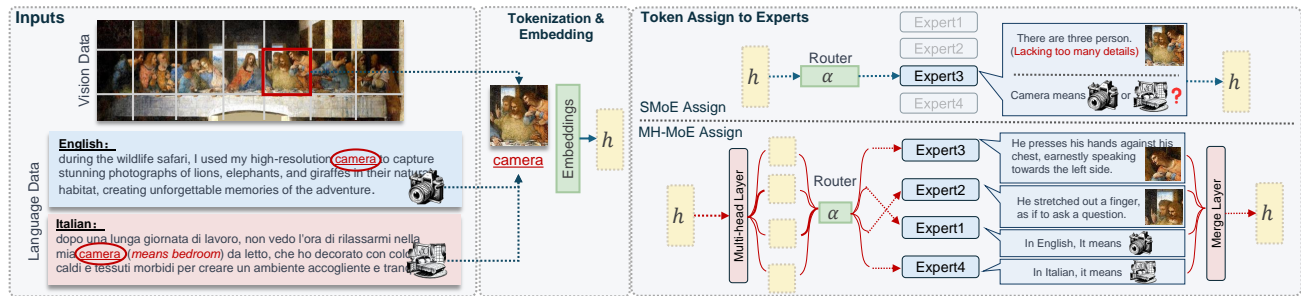 Inputs
Vision Data
Language Data
English:
during the wildlife safari, I used my high-resolution camera to capture
stunning photographs of lions, elephants, and giraffes in their natural
habitat, creating unforgettable memories of the adventure.
Italian:
dopo una lunga giornata di lavoro, non vedo l'ora di rilassarmi nella
mia camera (means bedroom) da letto, che ho decorato con
caldi e tessuti morbidi per creare un ambiente accogliente e
Tokenization &
Embedding
camera
Embeddings
h
Token Assign to Experts
h
Router
α
Expert1
Expert2
Expert3
Expert4
There are three person.
(Lacking too many details)
Camera means
or
?
h
SMoE Assign
MH-MoE Assign
h
Multi-head Layer
Router
α
Expert3
Expert2
Expert1
Expert4
He presses his hands against his
chest, earnestly speaking
towards the left side.
He stretched out a finger,
as if to ask a question.
In English, It means
In Italian, it means
Merge Layer
h